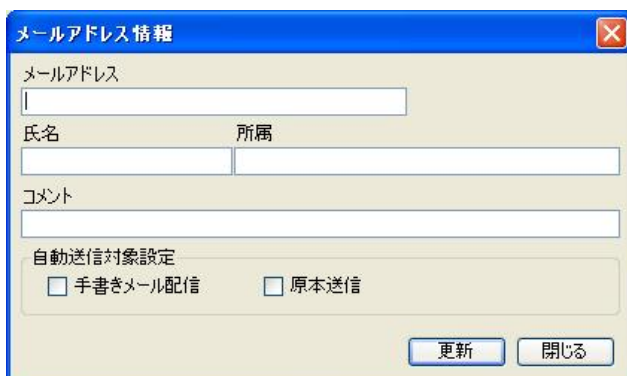 メールアドレス情報
メールアドレス
氏名 所属
コメント
自動送信対象設定
手書きメール配信 原本送信
更新 閉じる